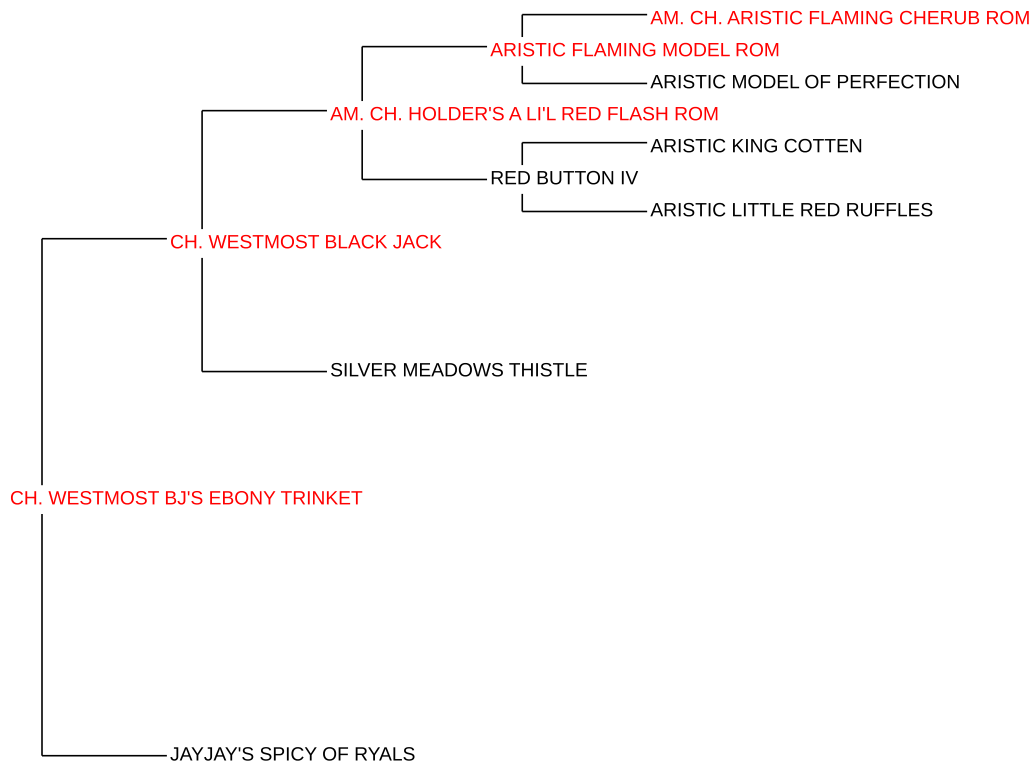 AM. CH. ARISTIC FLAMING CHERUB ROM
ARISTIC FLAMING MODEL ROM
ARISTIC MODEL OF PERFECTION
AM. CH. HOLDER'S A LI'L RED FLASH ROM
ARISTIC KING COTTEN
RED BUTTON IV
ARISTIC LITTLE RED RUFFLES
CH. WESTMOST BLACK JACK
SILVER MEADOWS THISTLE
CH. WESTMOST BJ'S EBONY TRINKET
JAYJAY'S SPICY OF RYALS